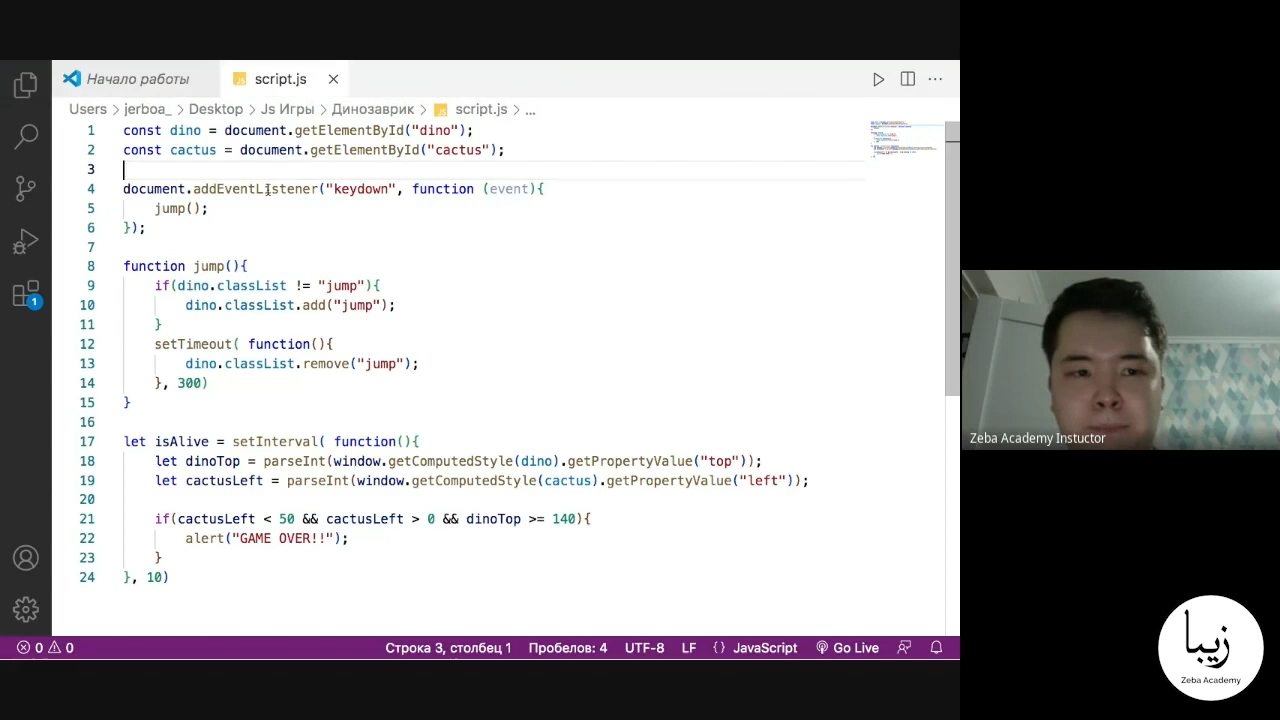 Начало работы
script.js
Users > jerboa_ > Desktop > Js Игры > Динозаврик > script.js > ...
1 const dino = document.getElementById("dino");
2 const cactus = document.getElementById("cactus");
3
4 document.addEventListener("keydown", function (event){
5 jump();
6 });
7
8 function jump(){
9 if(dino.classList != "jump"){
10 dino.classList.add("jump");
11 }
12 setTimeout( function(){
13 dino.classList.remove("jump");
14 }, 300)
15 }
16
17 let isAlive = setInterval( function(){
18 let dinoTop = parseInt(window.getComputedStyle(dino).getPropertyValue("top"));
19 let cactusLeft = parseInt(window.getComputedStyle(cactus).getPropertyValue("left"));
20
21 if(cactusLeft < 50 && cactusLeft > 0 && dinoTop >= 140){
22 alert("GAME OVER!!");
23 }
24 }, 10)
1
0 0
Строка 3, столбец 1 Пробелов: 4 UTF-8 LF {} JavaScript Go Live
Zeba Academy Instuctor
زیبا
Zeba Academy